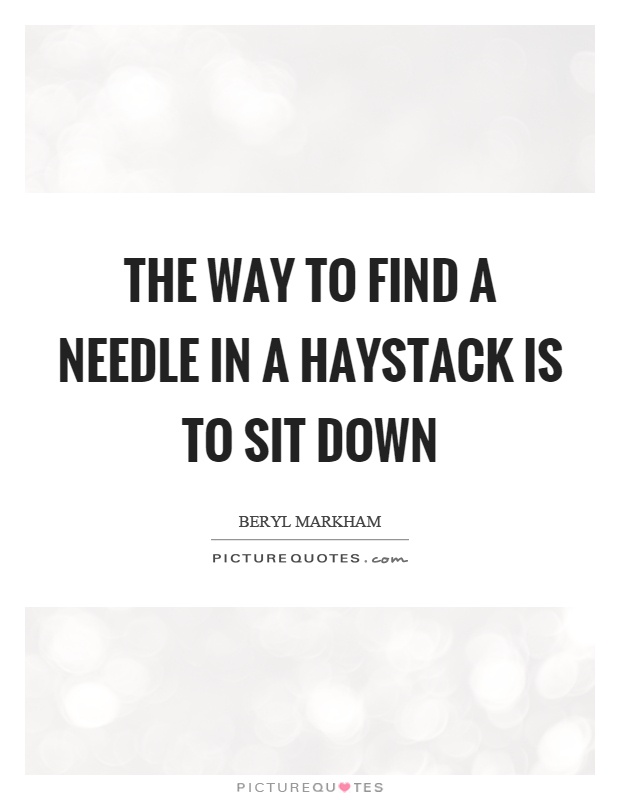 THE WAY TO FIND A
NEEDLE IN A HAYSTACK IS
TO SIT DOWN
BERYL MARKHAM
PICTUREQUOTES.com
PICTUREQUOTES